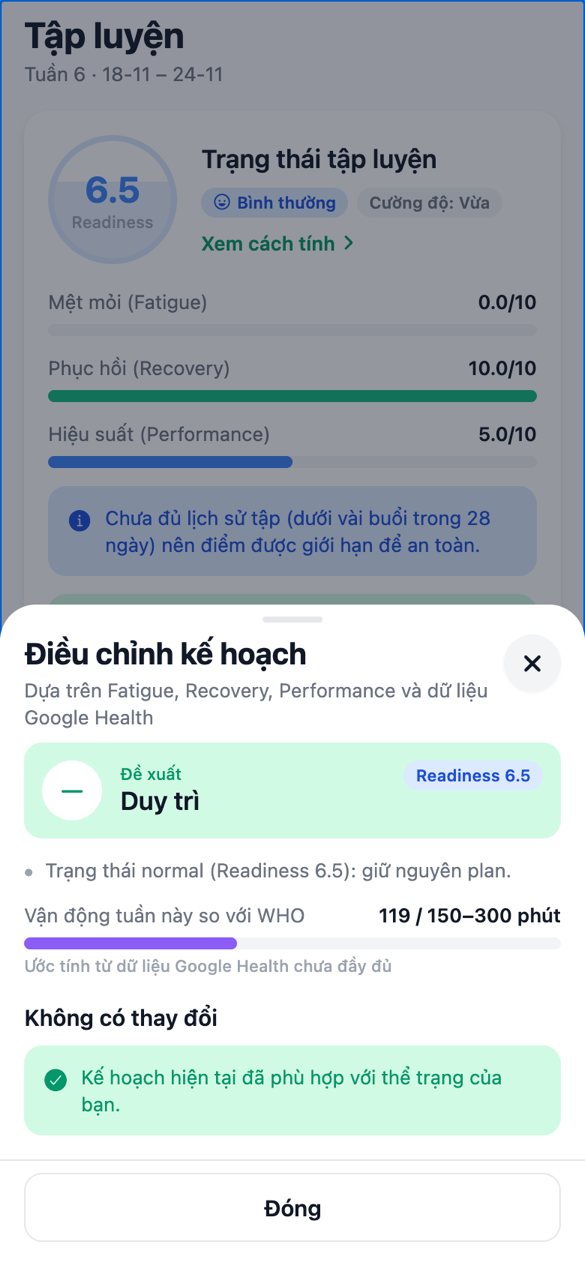 Tập luyện
Tuần 6 · 18-11 – 24-11
6.5
Readiness
Trạng thái tập luyện
Bình thường
Cường độ: Vừa
Xem cách tính
Mệt mỏi (Fatigue)
0.0/10
Phục hồi (Recovery)
10.0/10
Hiệu suất (Performance)
5.0/10
Chưa đủ lịch sử tập (dưới vài buổi trong 28
ngày) nên điểm được giới hạn để an toàn.
Điều chỉnh kế hoạch
Dựa trên Fatigue, Recovery, Performance và dữ liệu
Google Health
Đề xuất
Duy trì
Readiness 6.5
Trạng thái normal (Readiness 6.5): giữ nguyên plan.
Vận động tuần này so với WHO
119 / 150–300 phút
Ước tính từ dữ liệu Google Health chưa đầy đủ
Không có thay đổi
Kế hoạch hiện tại đã phù hợp với thể trạng của
bạn.
Đóng